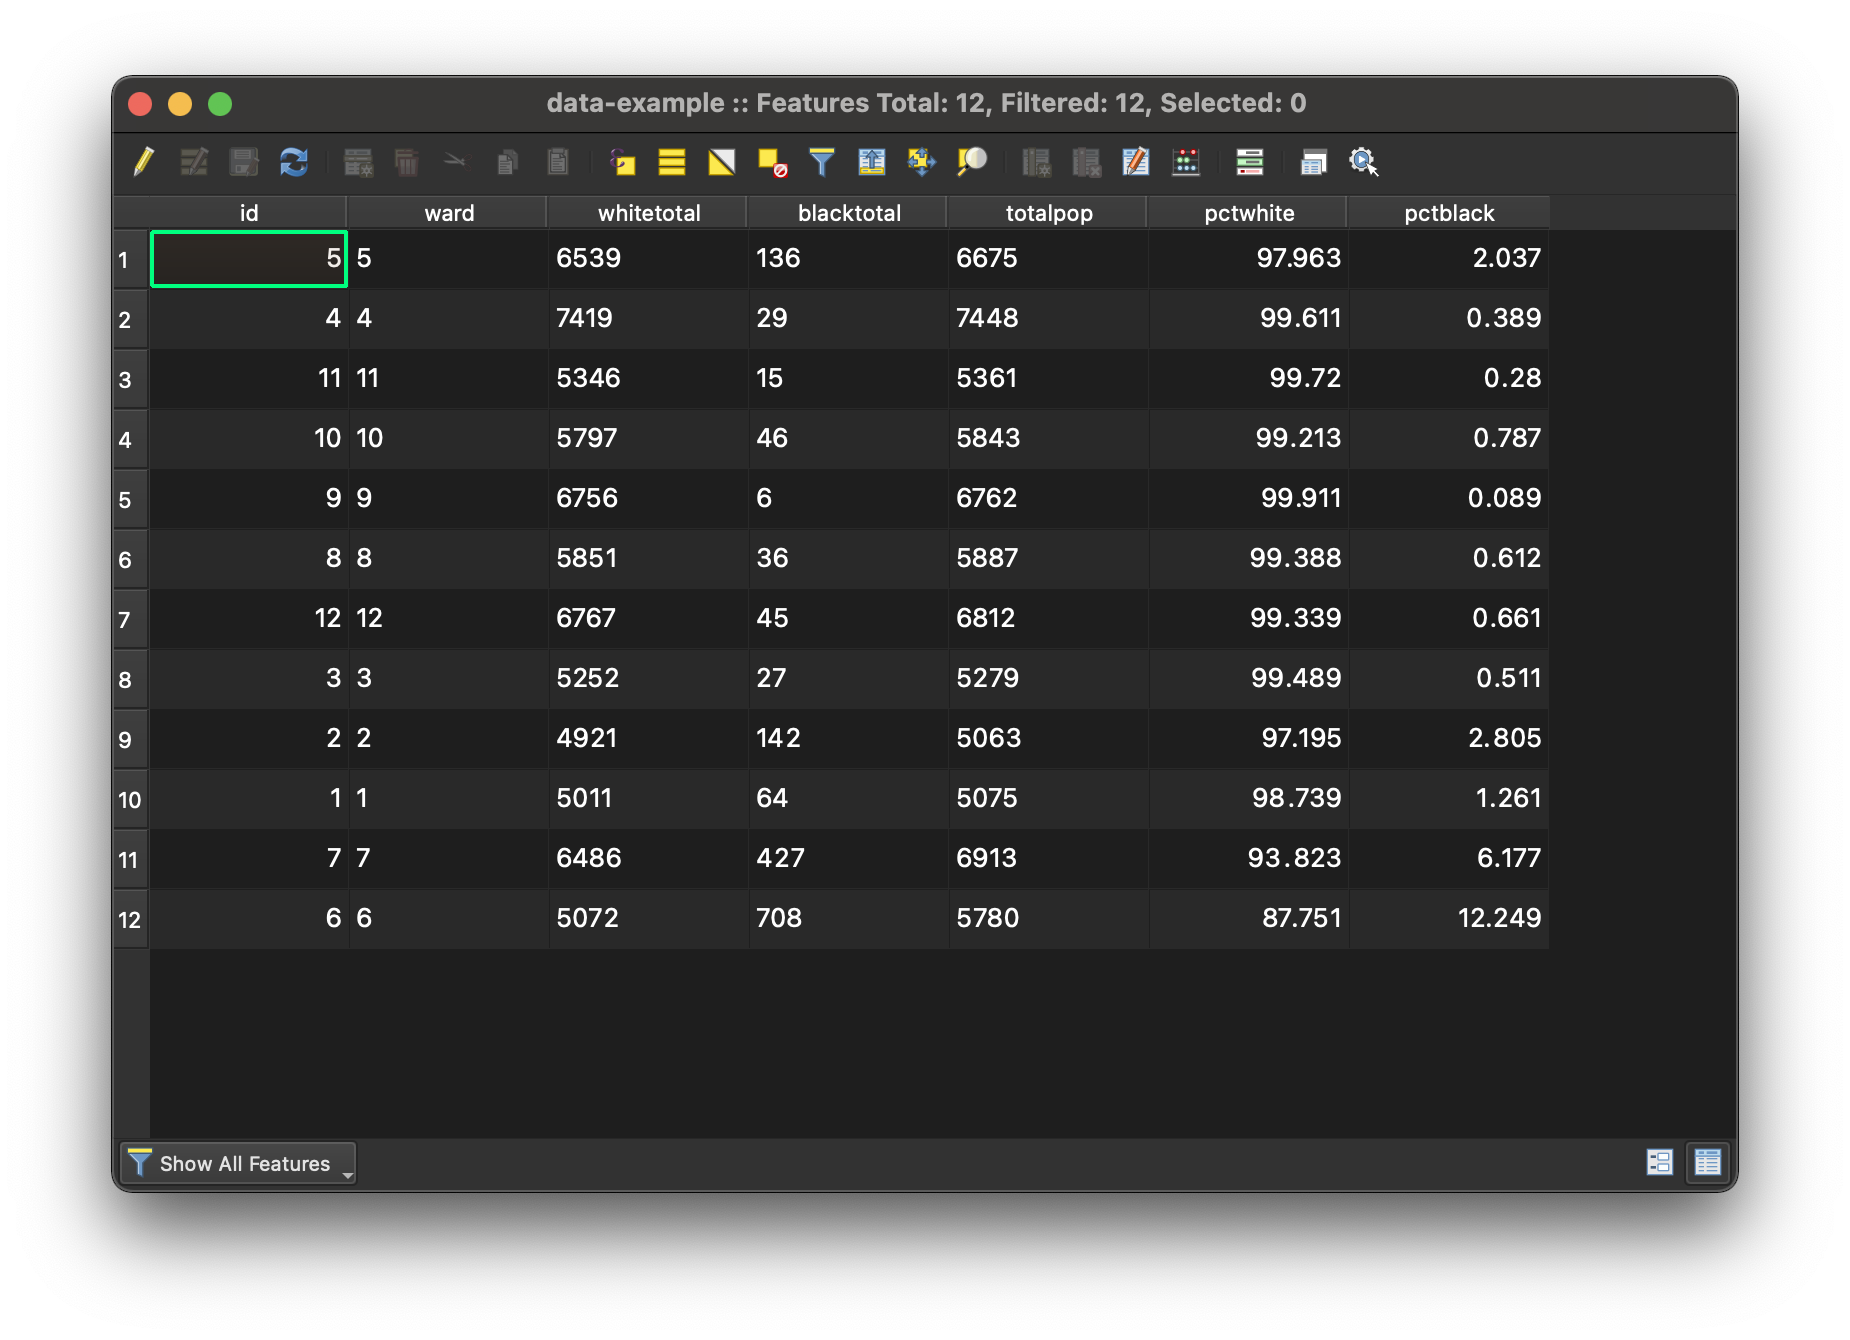 data-example :: Features Total: 12, Filtered: 12, Selected: 0
id ward whitetotal blacktotal totalpop pctwhite pctblack
1 5 5 6539 136 6675 97.963 2.037
2 4 4 7419 29 7448 99.611 0.389
3 11 11 5346 15 5361 99.72 0.28
4 10 10 5797 46 5843 99.213 0.787
5 9 9 6756 6 6762 99.911 0.089
6 8 8 5851 36 5887 99.388 0.612
7 12 12 6767 45 6812 99.339 0.661
8 3 3 5252 27 5279 99.489 0.511
9 2 2 4921 142 5063 97.195 2.805
10 1 1 5011 64 5075 98.739 1.261
11 7 7 6486 427 6913 93.823 6.177
12 6 6 5072 708 5780 87.751 12.249
Show All Features